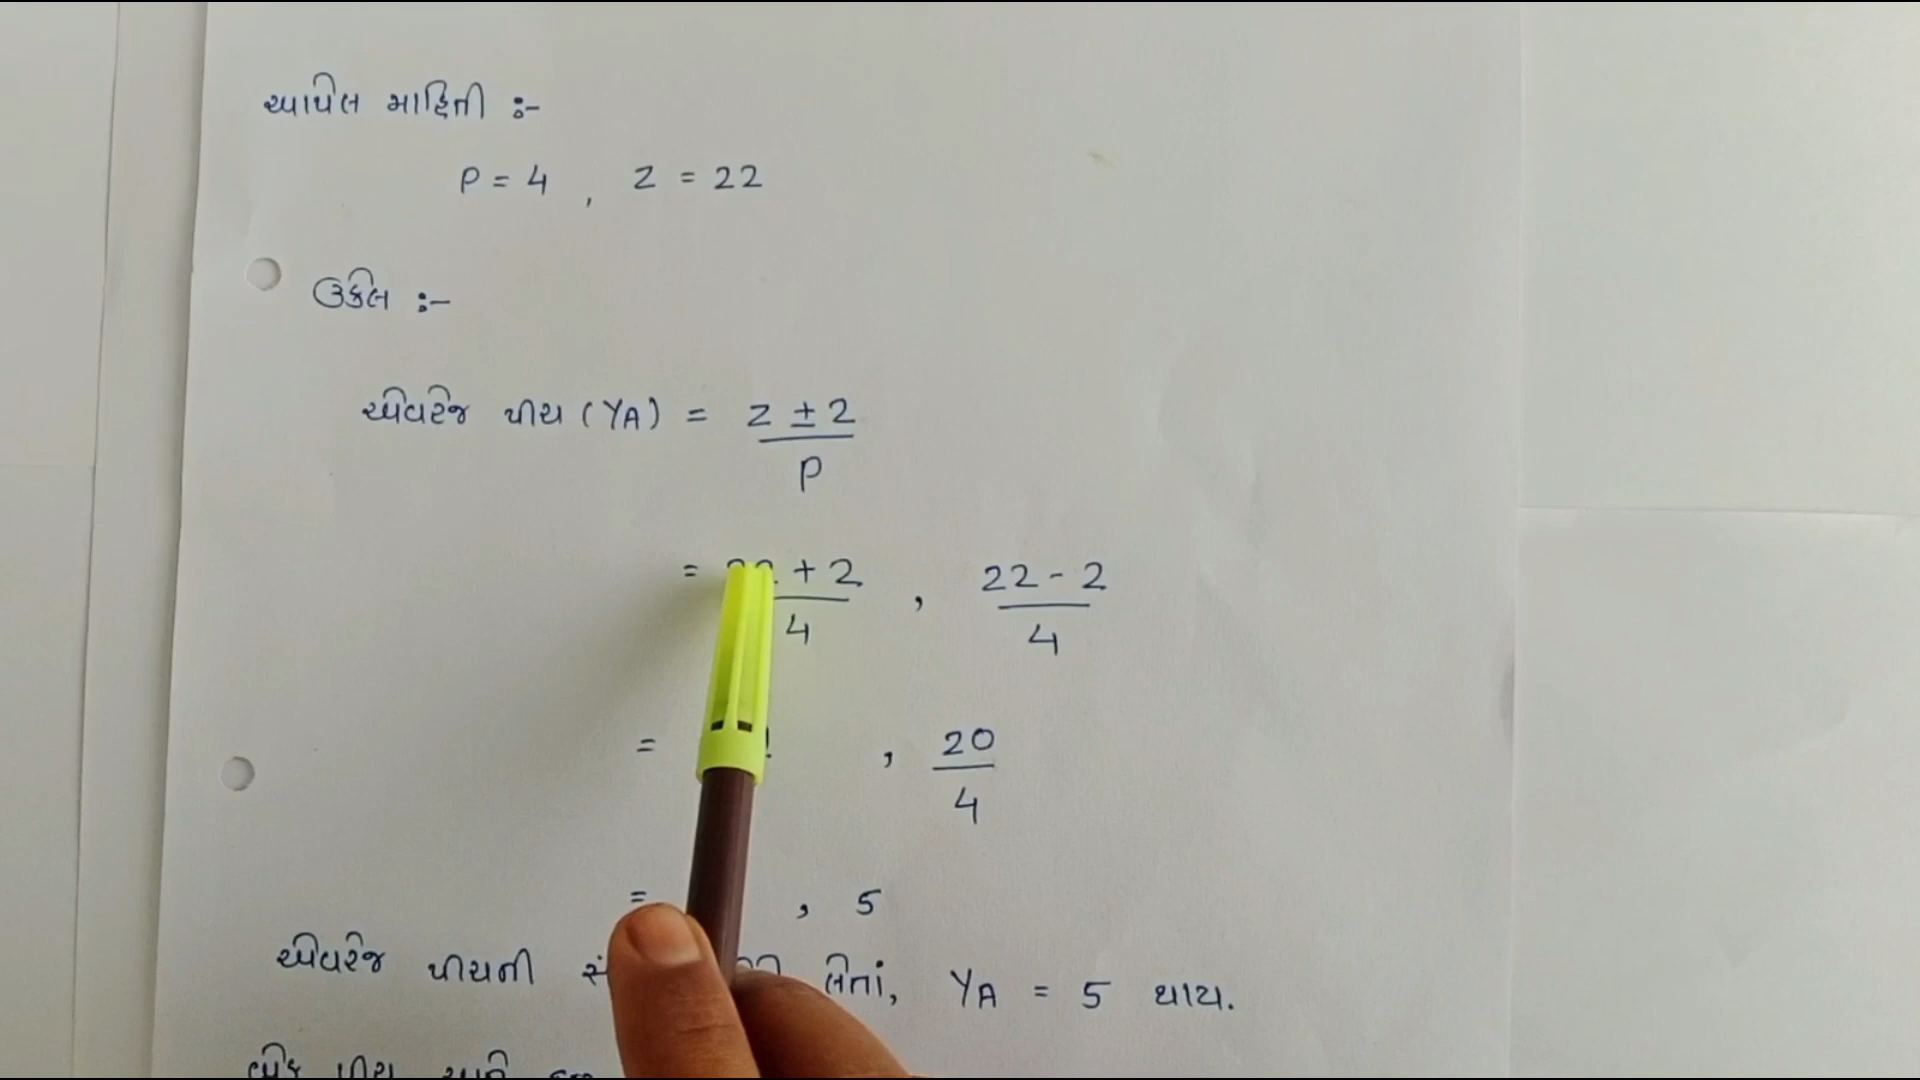 આપેલ માહિતી :-
P = 4 , Z = 22
ઉકેલ :-
એવરેજ પીચ (YA) = Z ± 2 / P
= 22 + 2 / 4 , 22 - 2 / 4
= , 20 / 4
= , 5
એવરેજ પીચની લેતાં, YA = 5 થાય.
પીચ